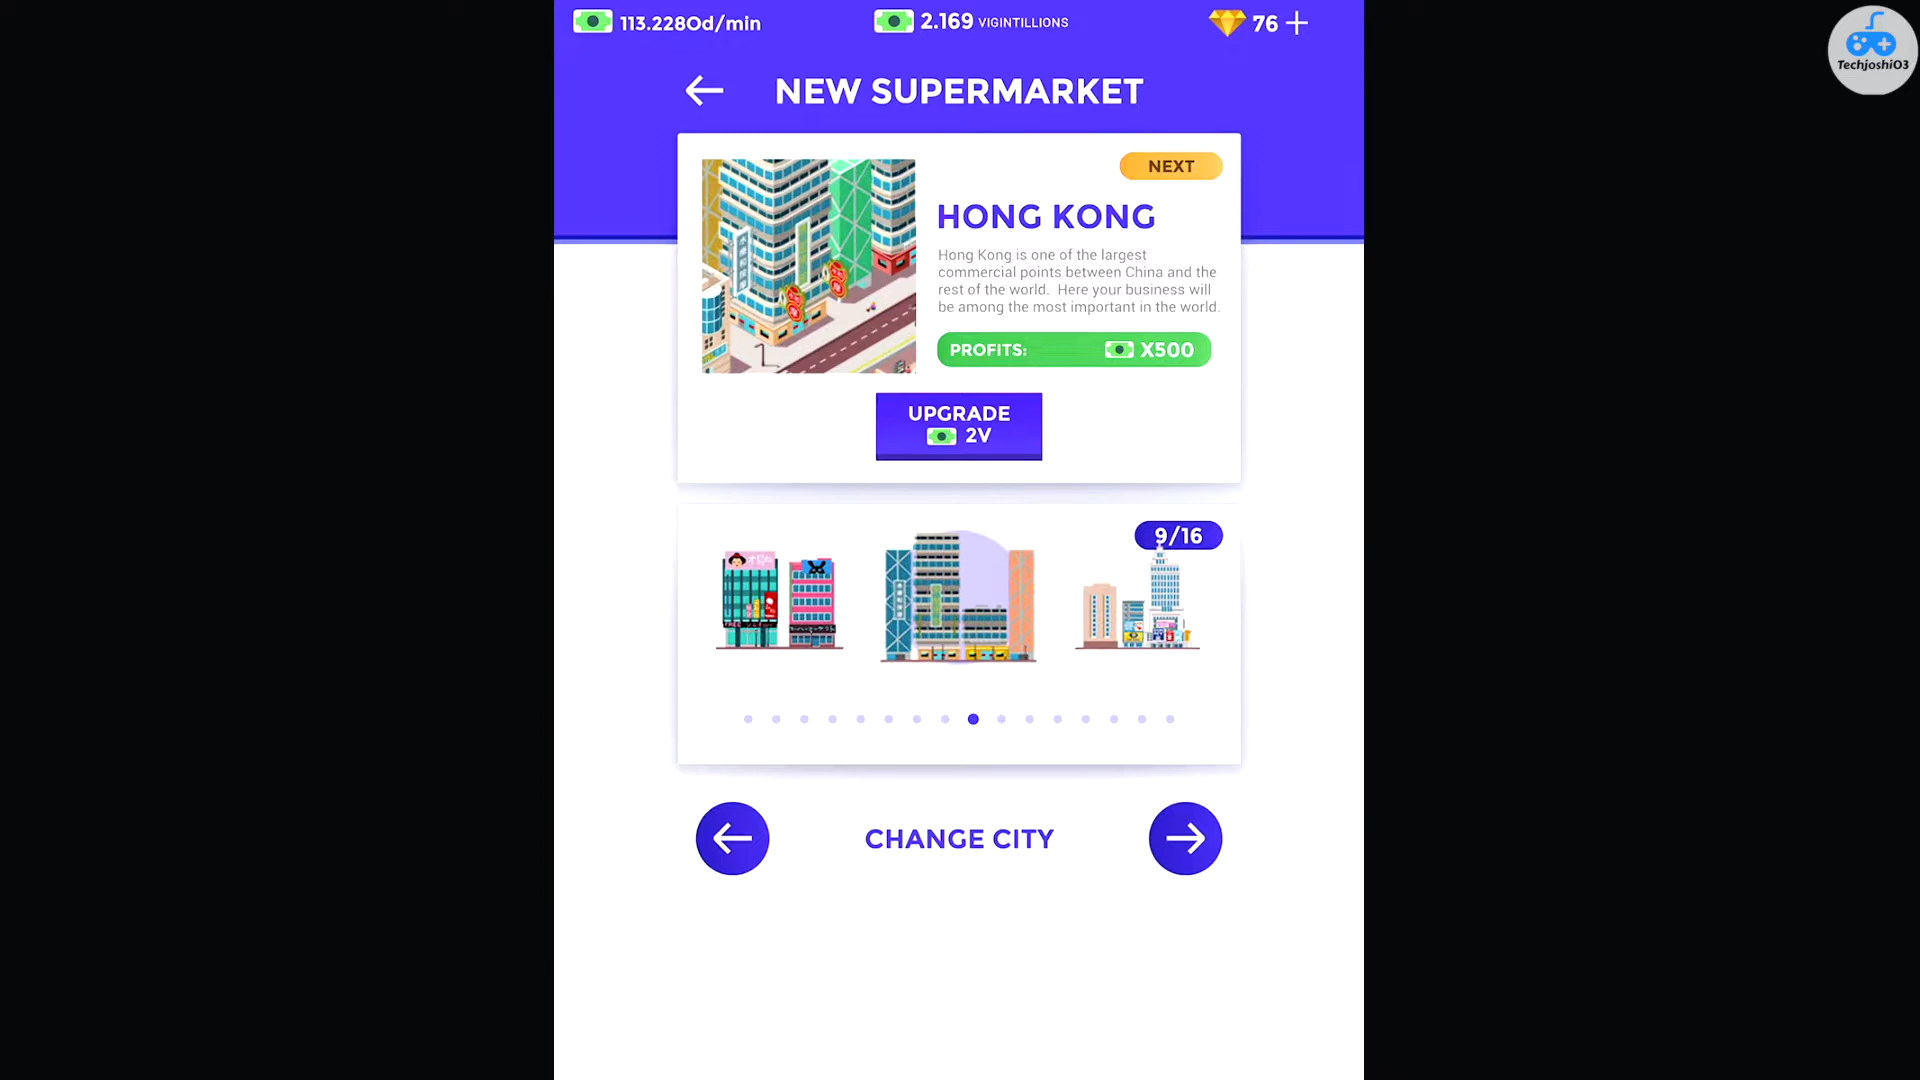 113.228Od/min
2.169 VIGINTILLIONS
76
Techjoshi03
NEW SUPERMARKET
NEXT
HONG KONG
Hong Kong is one of the largest
commercial points between China and the
rest of the world. Here your business will
be among the most important in the world.
PROFITS: X500
UPGRADE
2V
9/16
CHANGE CITY